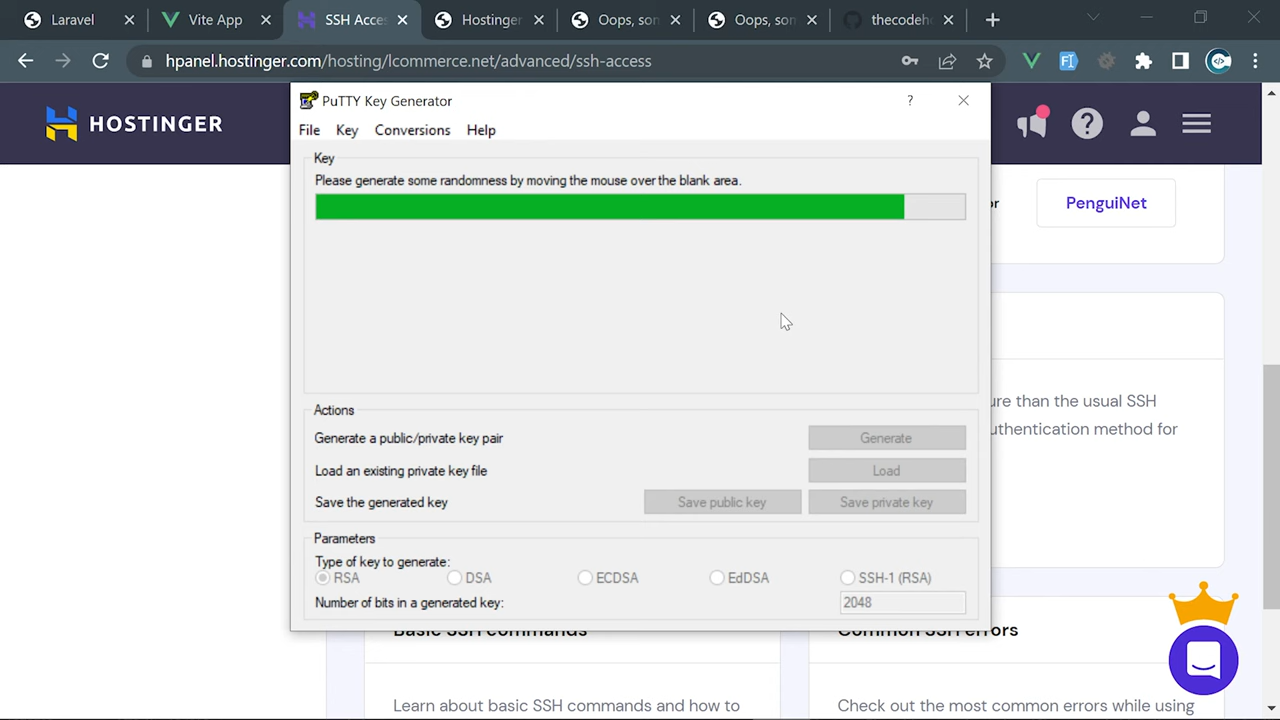 Laravel
Vite App
SSH Acce
Hostinger
Oops, son
Oops, son
thecodeho
hpanel.hostinger.com/hosting/lcommerce.net/advanced/ssh-access
HOSTINGER
PuTTY Key Generator
File Key Conversions Help
Key
Please generate some randomness by moving the mouse over the blank area.
or
PenguiNet
ure than the usual SSH
uthentication method for
Actions
Generate a public/private key pair
Generate
Load an existing private key file
Load
Save the generated key
Save public key
Save private key
Parameters
Type of key to generate:
RSA
DSA
ECDSA
EdDSA
SSH-1 (RSA)
Number of bits in a generated key:
2048
Basic SSH commands
Common SSH errors
Learn about basic SSH commands and how to
Check out the most common errors while using